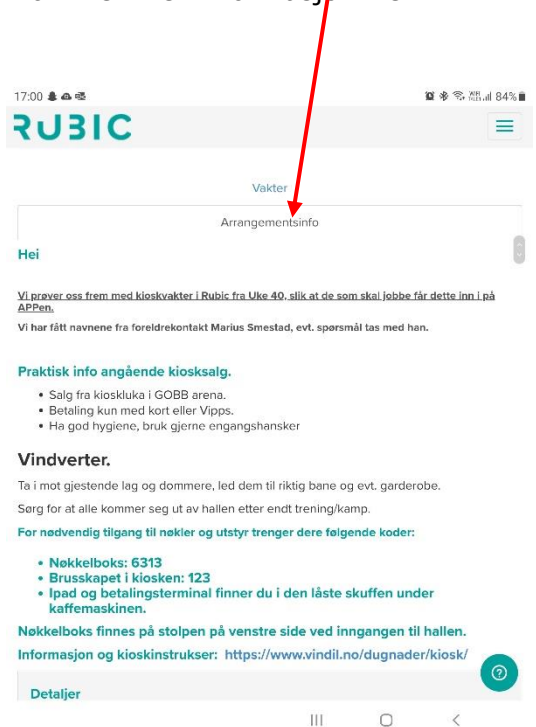 17:00 84%
RUBIC
Vakter
Arrangementsinfo
Hei
Vi prøver oss frem med kioskvakter i Rubic fra Uke 40, slik at de som skal jobbe får dette inn i på
APPen.
Vi har fått navnene fra foreldrekontakt Marius Smestad, evt. spørsmål tas med han.
Praktisk info angående kiosksalg.
• Salg fra kioskluka i GOBB arena.
• Betaling kun med kort eller Vipps.
• Ha god hygiene, bruk gjerne engangshansker
Vindverter.
Ta i mot gjestende lag og dommere, led dem til riktig bane og evt. garderobe.
Sørg for at alle kommer seg ut av hallen etter endt trening/kamp.
For nødvendig tilgang til nøkler og utstyr trenger dere følgende koder:
• Nøkkelboks: 6313
• Brusskapet i kiosken: 123
• Ipad og betalingsterminal finner du i den låste skuffen under
kaffemaskinen.
Nøkkelboks finnes på stolpen på venstre side ved inngangen til hallen.
Informasjon og kioskinstrukser: https://www.vindil.no/dugnader/kiosk/
Detaljer